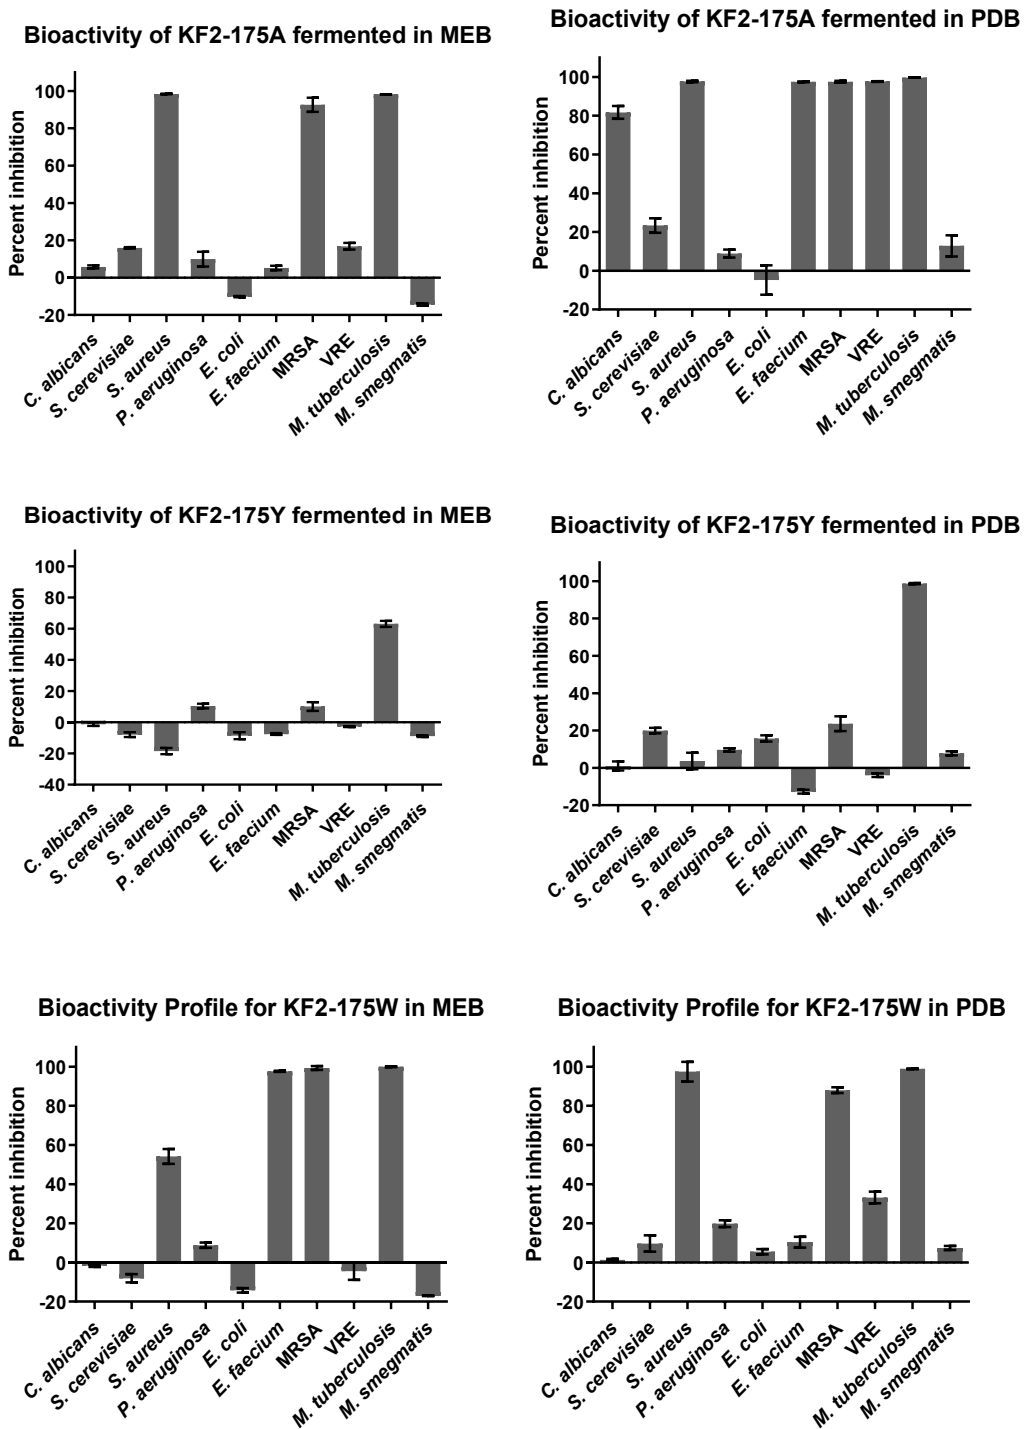 Bioactivity of KF2-175A fermented in MEB
Percent inhibition
100
80
60
40
20
0
-20
C. albicans
S. cerevisiae
S. aureus
P. aeruginosa
E. coli
E. faecium
MRSA
VRE
M. tuberculosis
M. smegmatis
Bioactivity of KF2-175A fermented in PDB
Percent inhibition
100
80
60
40
20
0
-20
C. albicans
S. cerevisiae
S. aureus
P. aeruginosa
E. coli
E. faecium
MRSA
VRE
M. tuberculosis
M. smegmatis
Bioactivity of KF2-175Y fermented in MEB
Percent inhibition
100
80
60
40
20
0
-20
-40
C. albicans
S. cerevisiae
S. aureus
P. aeruginosa
E. coli
E. faecium
MRSA
VRE
M. tuberculosis
M. smegmatis
Bioactivity of KF2-175Y fermented in PDB
Percent inhibition
100
80
60
40
20
0
-20
C. albicans
S. cerevisiae
S. aureus
P. aeruginosa
E. coli
E. faecium
MRSA
VRE
M. tuberculosis
M. smegmatis
Bioactivity Profile for KF2-175W in MEB
Percent inhibition
100
80
60
40
20
0
-20
C. albicans
S. cerevisiae
S. aureus
P. aeruginosa
E. coli
E. faecium
MRSA
VRE
M. tuberculosis
M. smegmatis
Bioactivity Profile for KF2-175W in PDB
Percent inhibition
100
80
60
40
20
0
-20
C. albicans
S. cerevisiae
S. aureus
P. aeruginosa
E. coli
E. faecium
MRSA
VRE
M. tuberculosis
M. smegmatis